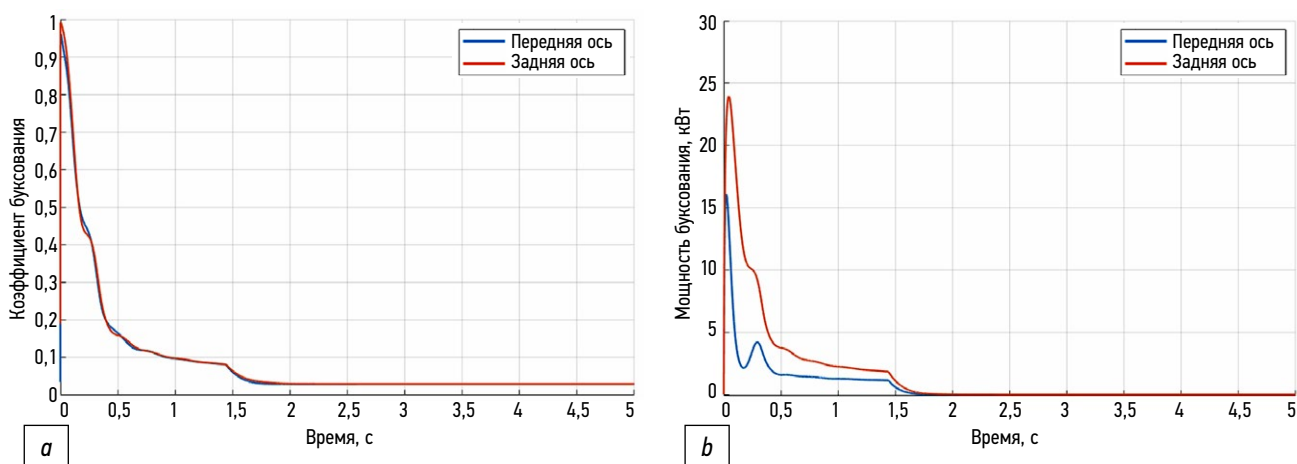 Коэффициент буксования
1
0,9
0,8
0,7
0,6
0,5
0,4
0,3
0,2
0,1
0
Передняя ось
Задняя ось
0 0,5 1 1,5 2 2,5 3 3,5 4 4,5 5
Время, с
a
Мощность буксования, кВт
30
25
20
15
10
5
0
Передняя ось
Задняя ось
0 0,5 1 1,5 2 2,5 3 3,5 4 4,5 5
Время, с
b